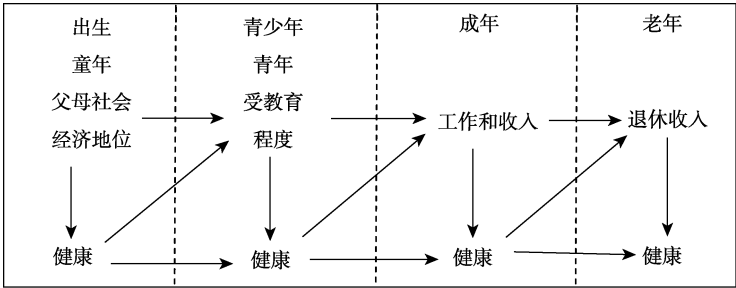 出生
童年
父母社会
经济地位
健康
青少年
青年
受教育
程度
健康
成年
工作和收入
健康
老年
退休收入
健康